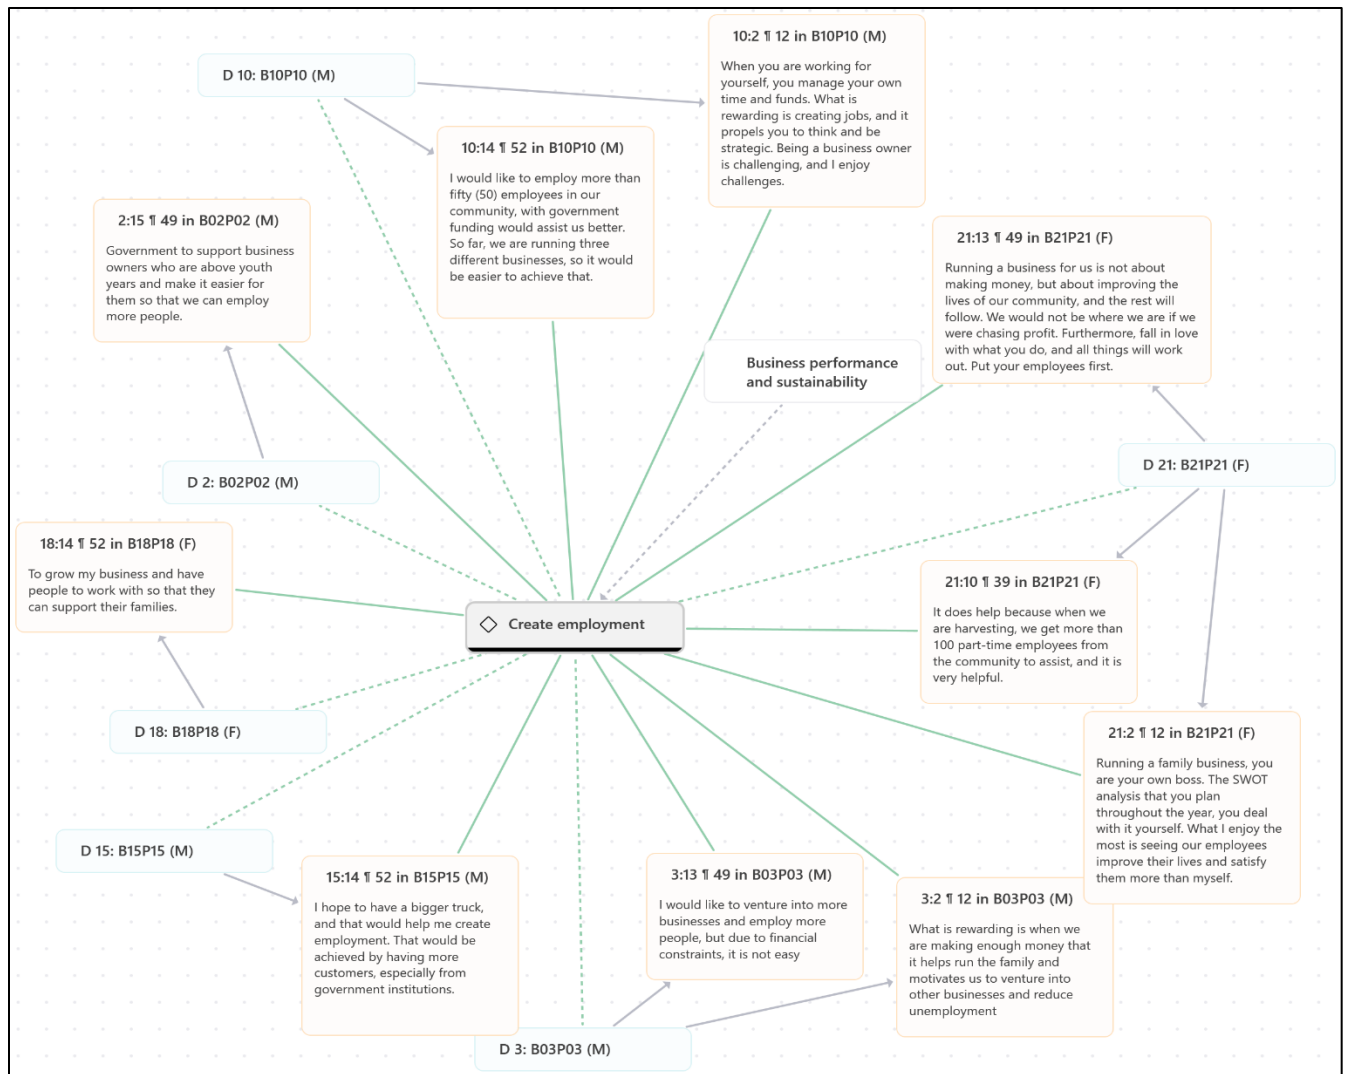 D 10: B10P10 (M)
10:2 ¶ 12 in B10P10 (M)
When you are working for
yourself, you manage your own
time and funds. What is
rewarding is creating jobs, and it
propels you to think and be
strategic. Being a business owner
is challenging, and I enjoy
challenges.
10:14 ¶ 52 in B10P10 (M)
I would like to employ more than
fifty (50) employees in our
community, with government
funding would assist us better.
So far, we are running three
different businesses, so it would
be easier to achieve that.
2:15 ¶ 49 in B02P02 (M)
Government to support business
owners who are above youth
years and make it easier for
them so that we can employ
more people.
21:13 ¶ 49 in B21P21 (F)
Running a business for us is not about
making money, but about improving the
lives of our community, and the rest will
follow. We would not be where we are if we
were chasing profit. Furthermore, fall in love
with what you do, and all things will work
out. Put your employees first.
Business performance
and sustainability
D 21: B21P21 (F)
D 2: B02P02 (M)
18:14 ¶ 52 in B18P18 (F)
To grow my business and have
people to work with so that they
can support their families.
21:10 ¶ 39 in B21P21 (F)
It does help because when we
are harvesting, we get more than
100 part-time employees from
the community to assist, and it is
very helpful.
Create employment
D 18: B18P18 (F)
21:2 ¶ 12 in B21P21 (F)
Running a family business, you
are your own boss. The SWOT
analysis that you plan
throughout the year, you deal
with it yourself. What I enjoy the
most is seeing our employees
improve their lives and satisfy
them more than myself.
D 15: B15P15 (M)
15:14 ¶ 52 in B15P15 (M)
I hope to have a bigger truck,
and that would help me create
employment. That would be
achieved by having more
customers, especially from
government institutions.
3:13 ¶ 49 in B03P03 (M)
I would like to venture into more
businesses and employ more
people, but due to financial
constraints, it is not easy
3:2 ¶ 12 in B03P03 (M)
What is rewarding is when we
are making enough money that
it helps run the family and
motivates us to venture into
other businesses and reduce
unemployment
D 3: B03P03 (M)